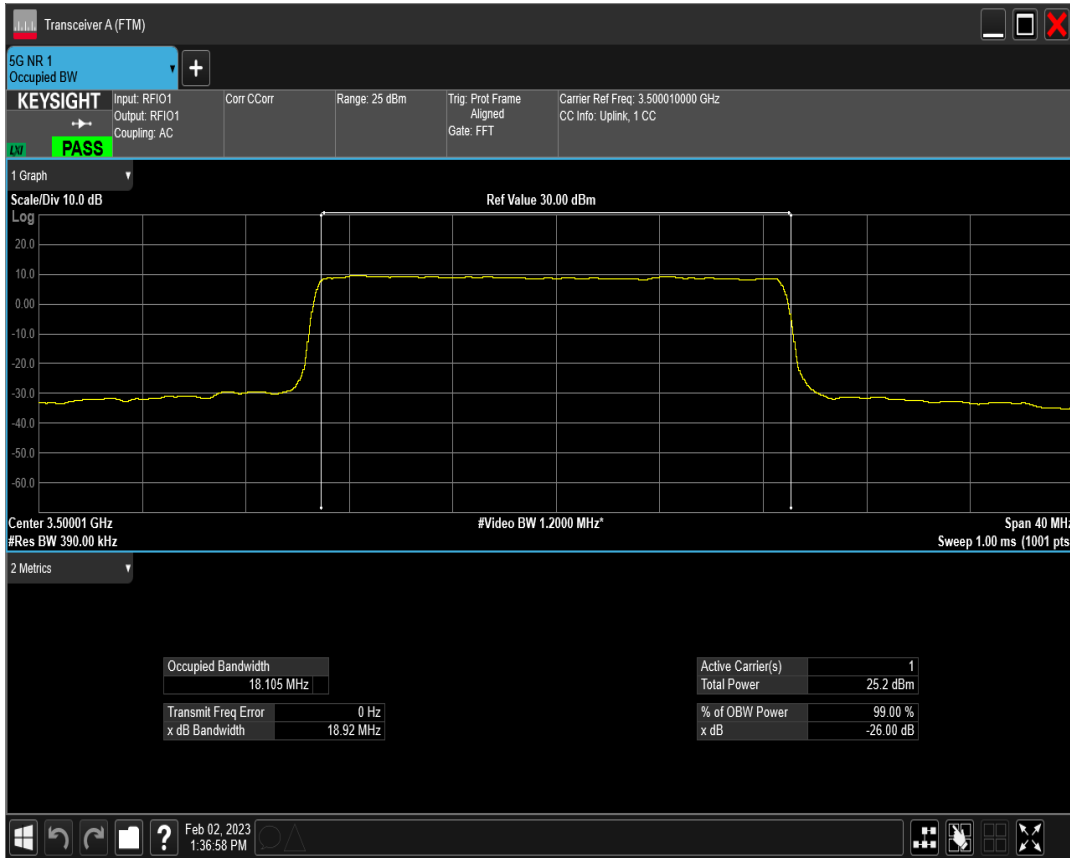 Transceiver A (FTM)
5G NR 1
Occupied BW
+
KEYSIGHT
LXI
PASS
Input: RFIO1
Output: RFIO1
Coupling: AC
Corr CCorr
Range: 25 dBm
Trig: Prot Frame
Aligned
Gate: FFT
Carrier Ref Freq: 3.500010000 GHz
CC Info: Uplink, 1 CC
1 Graph
Scale/Div 10.0 dB
Ref Value 30.00 dBm
Log
20.0
10.0
0.00
-10.0
-20.0
-30.0
-40.0
-50.0
-60.0
Center 3.50001 GHz
#Video BW 1.2000 MHz*
Span 40 MHz
#Res BW 390.00 kHz
Sweep 1.00 ms (1001 pts
2 Metrics
Occupied Bandwidth
18.105 MHz
Transmit Freq Error 0 Hz
x dB Bandwidth 18.92 MHz
Active Carrier(s) 1
Total Power 25.2 dBm
% of OBW Power 99.00 %
x dB -26.00 dB
?
Feb 02, 2023
1:36:58 PM